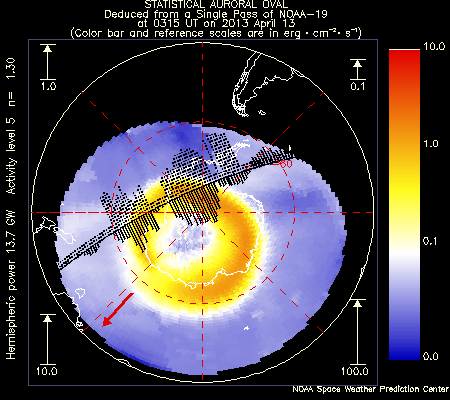 STATISTICAL AURORAL OVAL
Deduced from a Single Pass of NOAA-19
at 0315 UT on 2013 April 13
(Color bar and reference scales are in erg · cm⁻² · s⁻¹)
1.0
0.1
10.0
1.0
0.1
0.0
Hemispheric power 13.7 GW Activity level 5 n= 1.30
10.0
100.0
NOAA Space Weather Prediction Center